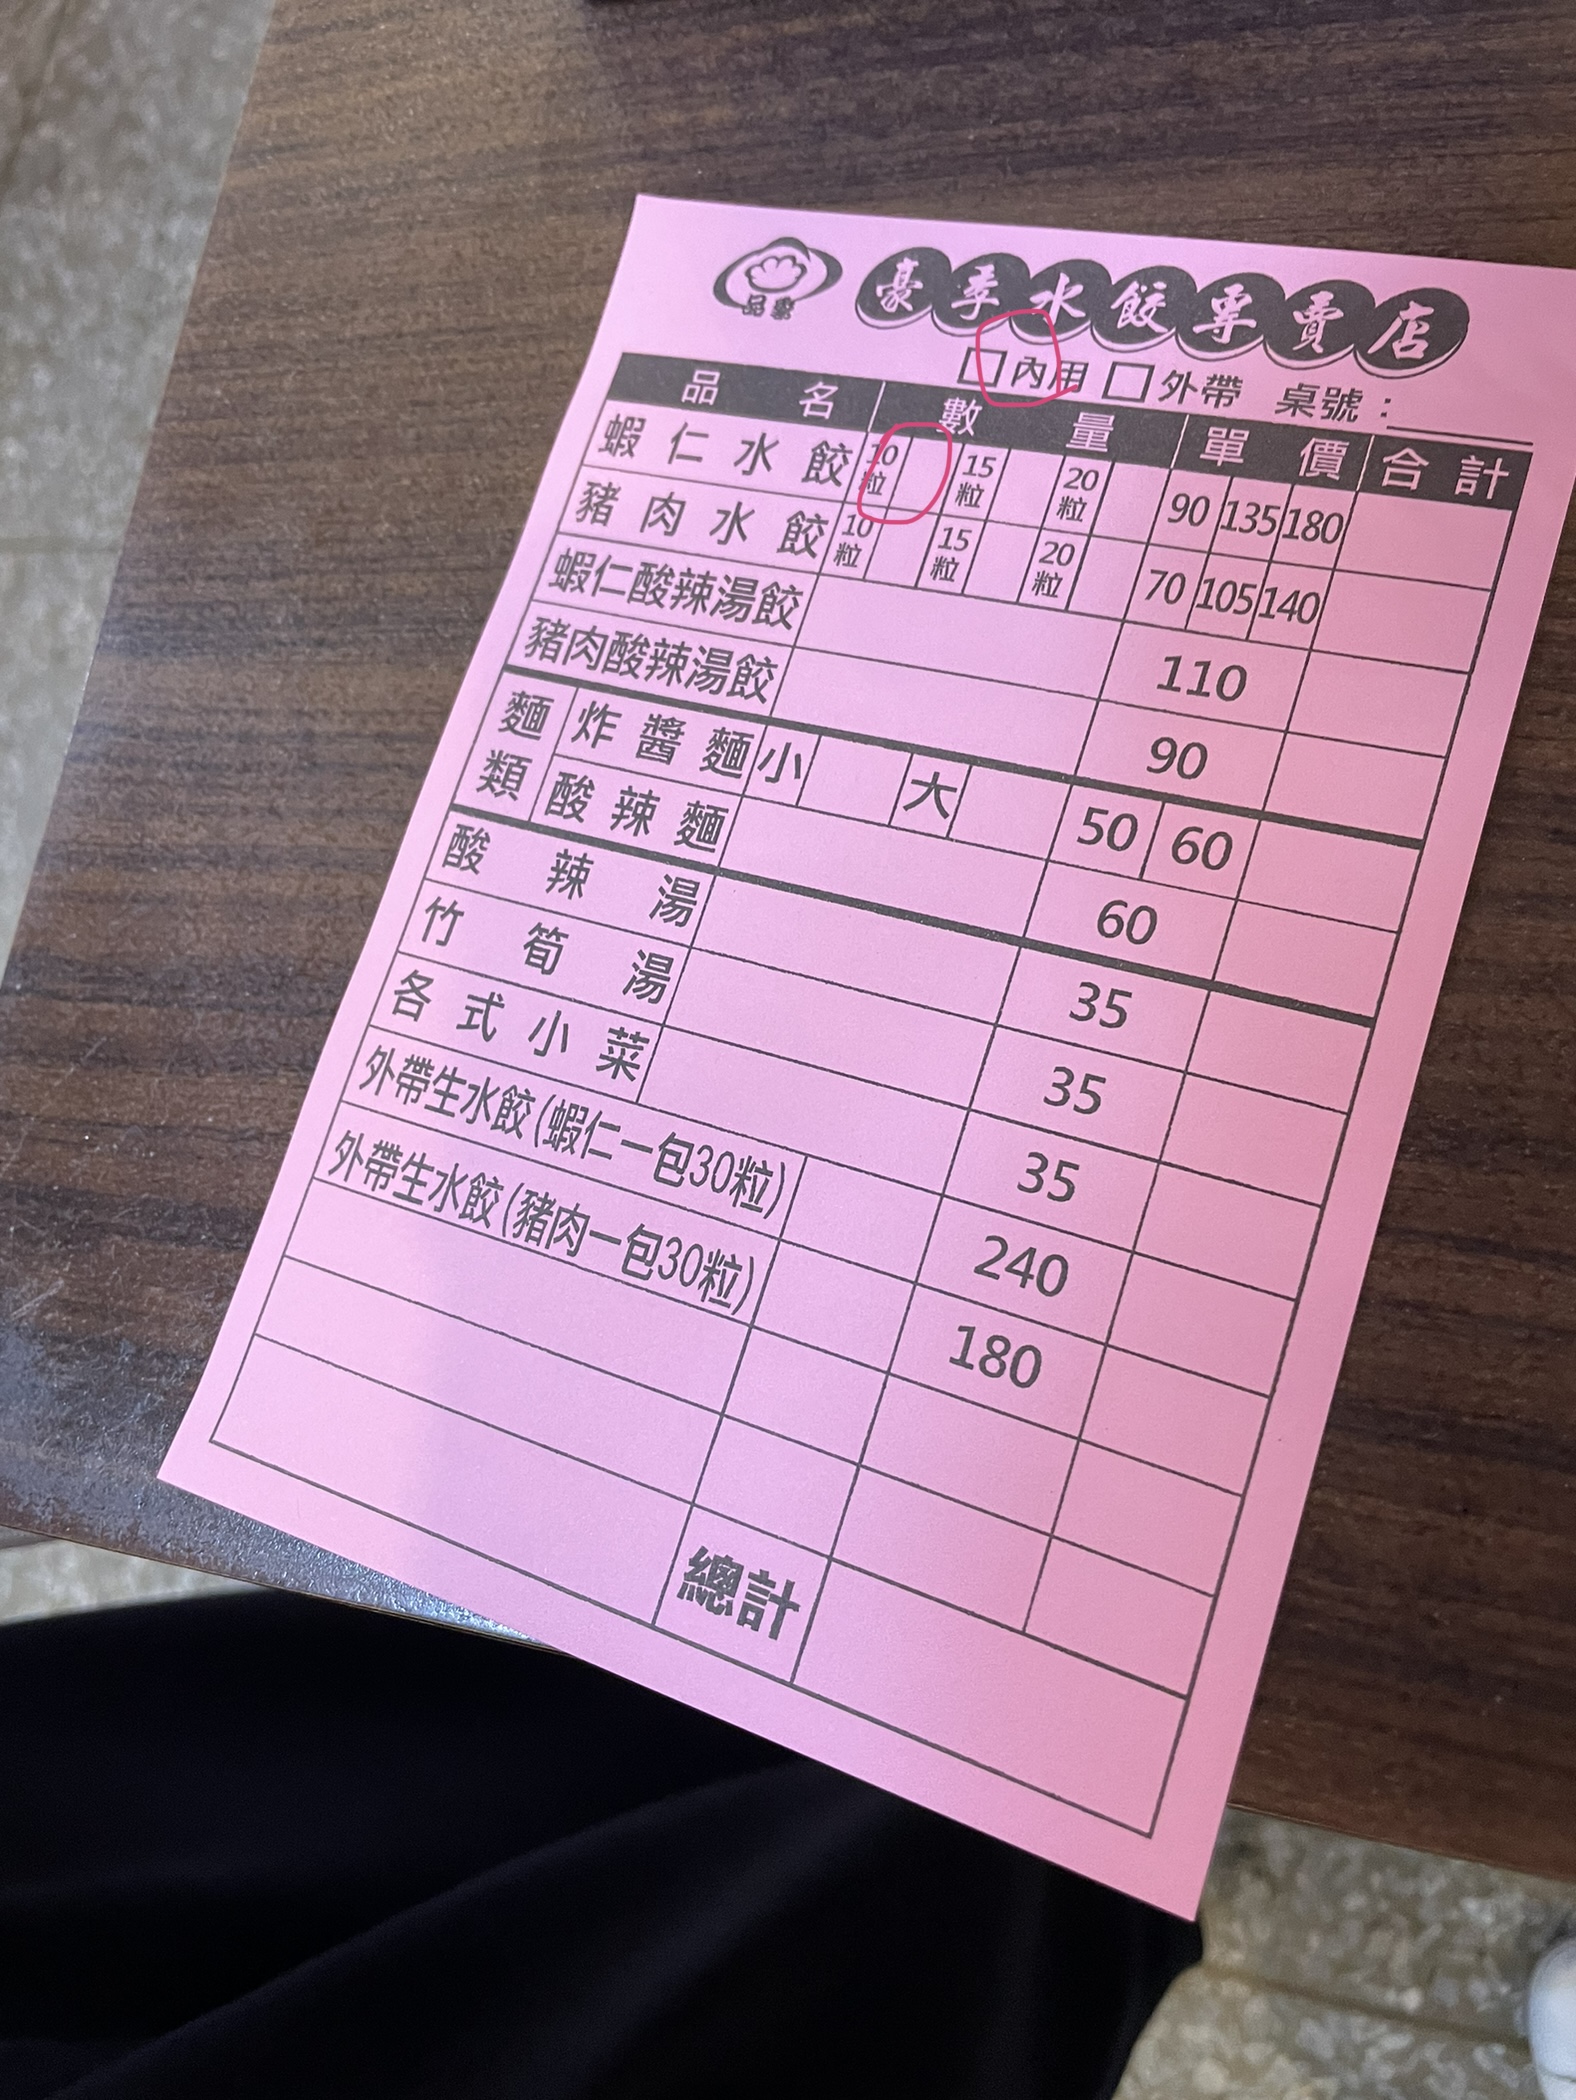 品豪
豪季水餃專賣店
□內用 □外帶 桌號:
品名 數量 單價 合計
蝦仁水餃 10粒 15粒 20粒 90 135 180
豬肉水餃 10粒 15粒 20粒 70 105 140
蝦仁酸辣湯餃 110
豬肉酸辣湯餃 90
麵類 炸醬麵 小 大 50 60
酸辣麵 60
酸辣湯 35
竹筍湯 35
各式小菜 35
外帶生水餃(蝦仁一包30粒) 240
外帶生水餃(豬肉一包30粒) 180
總計